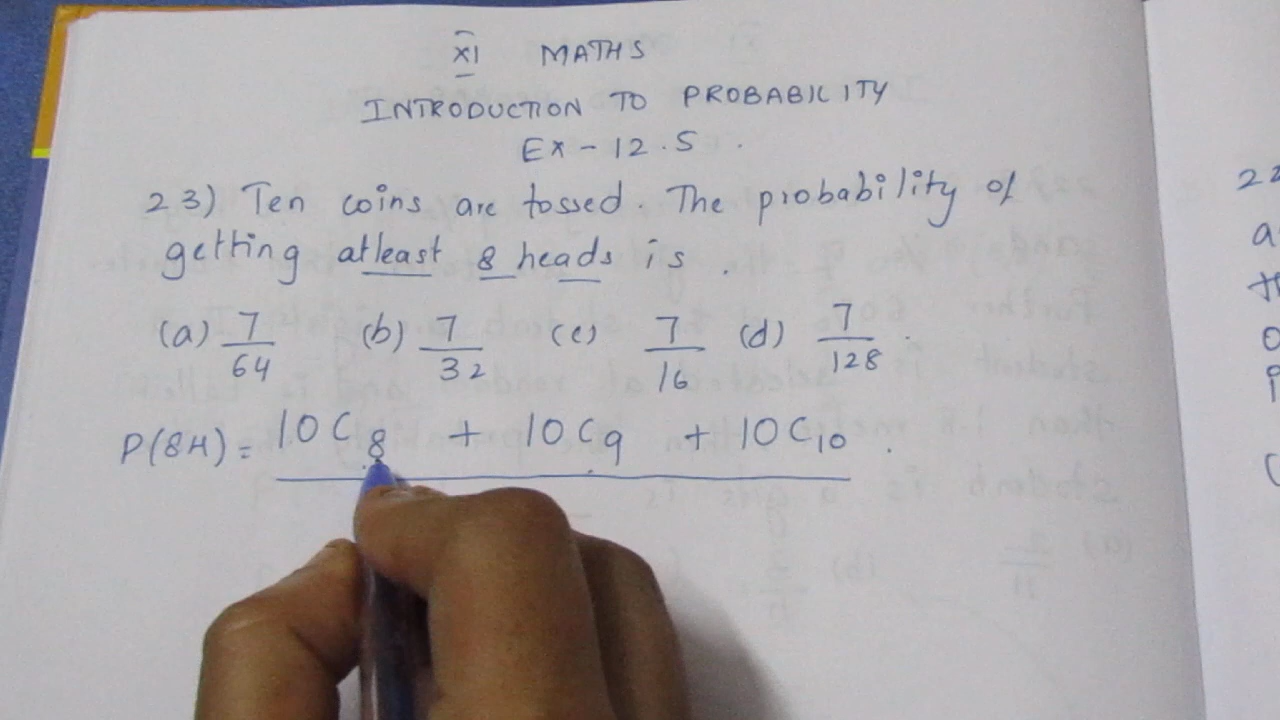 XI MATHS
INTRODUCTION TO PROBABILITY
EX - 12.5
23) Ten coins are tossed. The probability of
getting atleast 8 heads is .
(a) 7/64 (b) 7/32 (c) 7/16 (d) 7/128
P(8H) = 10C8 + 10C9 + 10C10
22